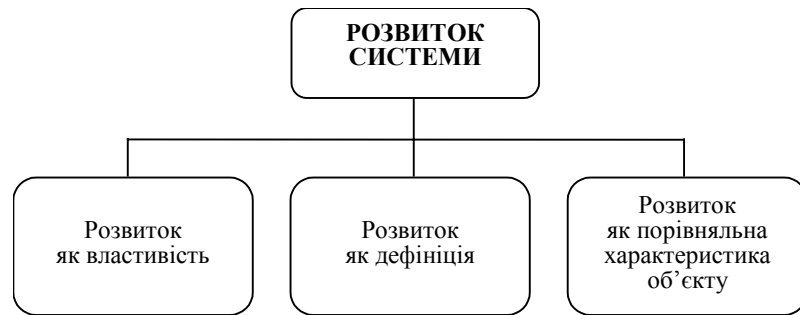 РОЗВИТОК
СИСТЕМИ
Розвиток
як властивість
Розвиток
як дефініція
Розвиток
як порівняльна
характеристика
об’єкту